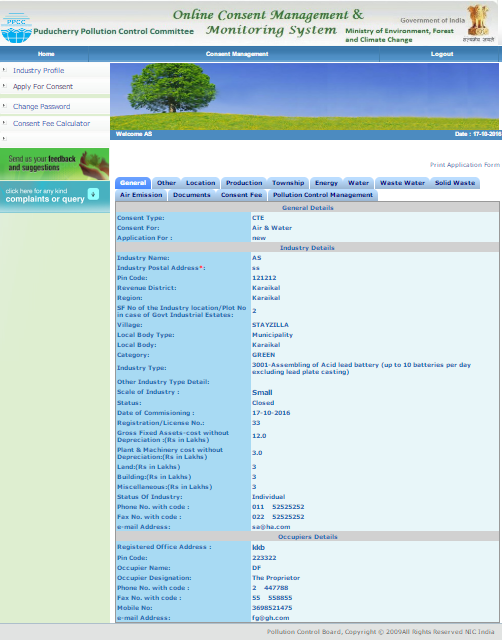 Online Consent Management &
Monitoring System
PPCC
Puducherry Pollution Control Committee
Government of India
Ministry of Environment, Forest
and Climate Change
सत्यमेव जयते
Home
Consent Management
Logout
Industry Profile
Apply For Consent
Change Password
Consent Fee Calculator
Send us your feedback
and suggestions
click here for any kind
complaints or query
Welcome AS
Date : 17-10-2016
Print Application Form
General Other Location Production Township Energy Water Waste Water Solid Waste
Air Emission Documents Consent Fee Pollution Control Management
General Details
Consent Type: CTE
Consent For: Air & Water
Application For : new
Industry Details
Industry Name: AS
Industry Postal Address*: ss
Pin Code: 121212
Revenue District: Karaikal
Region: Karaikal
SF No of the Industry location/Plot No
in case of Govt Industrial Estates: 2
Village: STAYZILLA
Local Body Type: Municipality
Local Body: Karaikal
Category: GREEN
Industry Type: 3001-Assembling of Acid lead battery (up to 10 batteries per day
excluding lead plate casting)
Other Industry Type Detail:
Scale of Industry : Small
Status: Closed
Date of Commisioning : 17-10-2016
Registration/License No.: 33
Gross Fixed Assets-cost without
Depreciation :(Rs in Lakhs) 12.0
Plant & Machinery cost without
Depreciation:(Rs in Lakhs) 3.0
Land:(Rs in Lakhs) 3
Building:(Rs in Lakhs) 3
Miscellaneous:(Rs in Lakhs) 3
Status Of Industry: Individual
Phone No. with code : 011 52525252
Fax No. with code : 022 52525252
e-mail Address: sa@ha.com
Occupiers Details
Registered Office Address : kkb
Pin Code: 223322
Occupier Name: DF
Occupier Designation: The Proprietor
Phone No. with code : 2 447788
Fax No. with code : 55 558855
Mobile No: 3698521475
e-mail Address: fg@gh.com
Pollution Control Board, Copyright © 2009All Rights Reserved NIC India